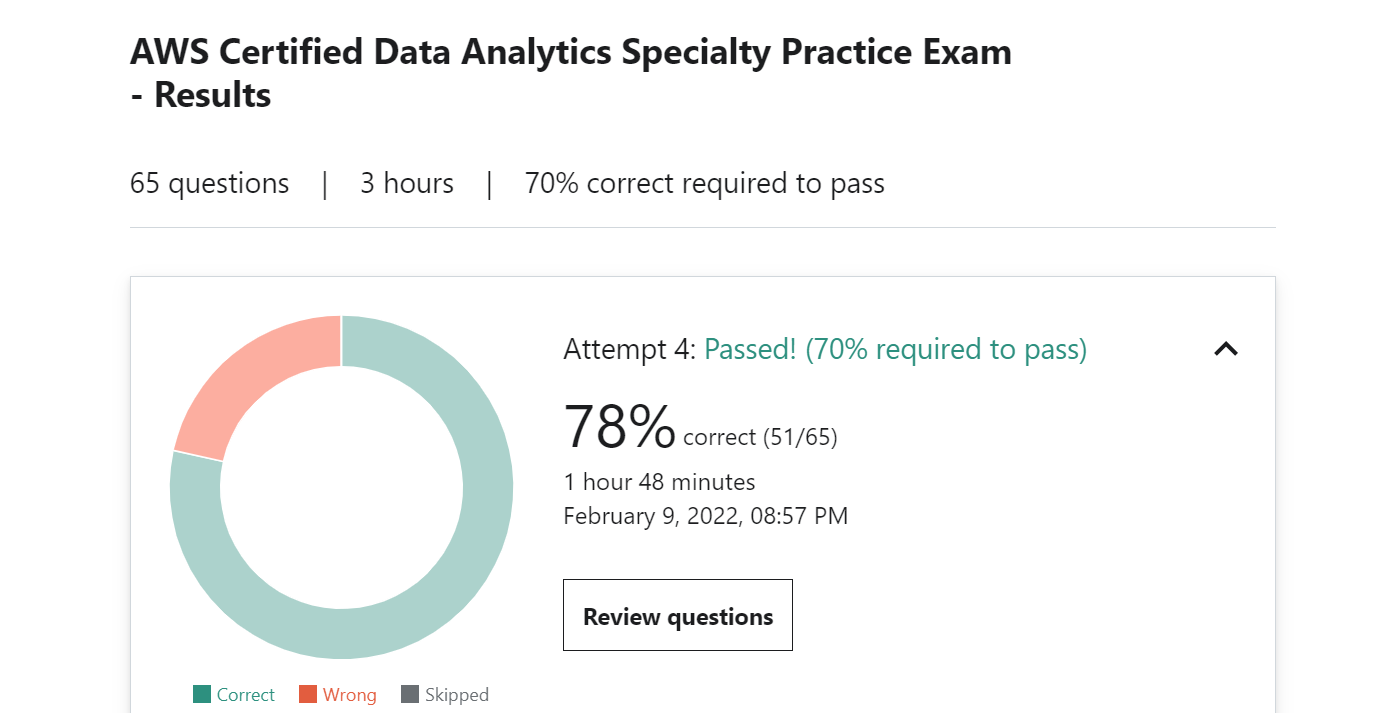 AWS Certified Data Analytics Specialty Practice Exam
- Results
65 questions | 3 hours | 70% correct required to pass
Attempt 4: Passed! (70% required to pass)
78% correct (51/65)
1 hour 48 minutes
February 9, 2022, 08:57 PM
Review questions
Correct Wrong Skipped